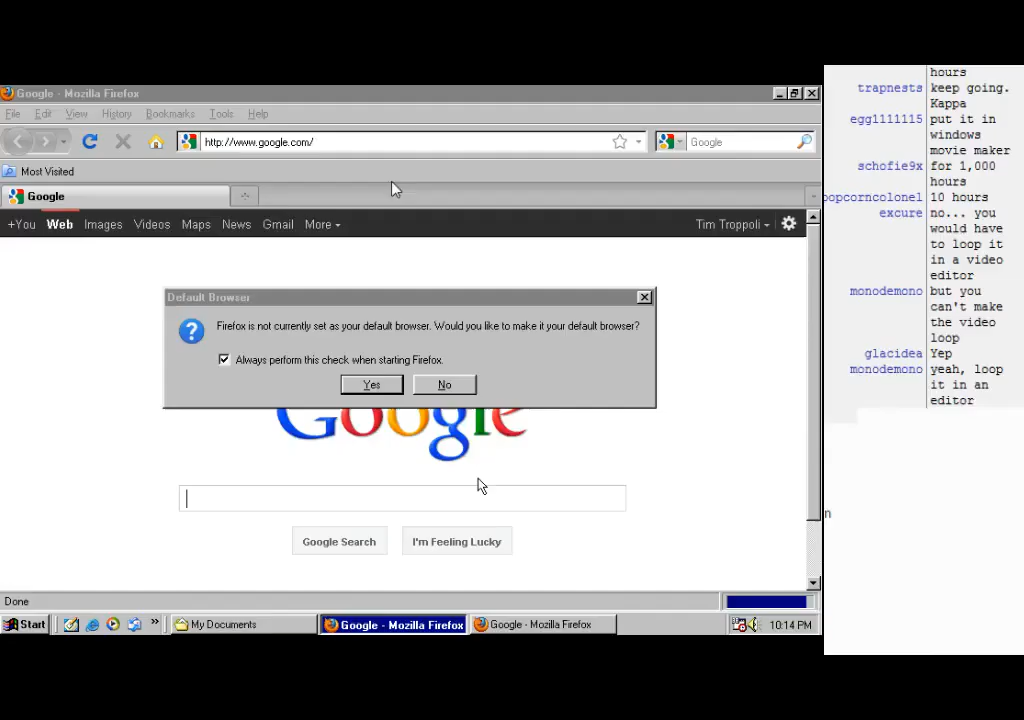 Google - Mozilla Firefox
File Edit View History Bookmarks Tools Help
http://www.google.com/
Google
Most Visited
Google
+You Web Images Videos Maps News Gmail More
Tim Troppoli
Default Browser
Firefox is not currently set as your default browser. Would you like to make it your default browser?
Always perform this check when starting Firefox.
Yes No
Google
Google Search I'm Feeling Lucky
Done
Start » My Documents Google - Mozilla Firefox Google - Mozilla Firefox 10:14 PM
hours
trapnests keep going.
Kappa
egg1111115 put it in
windows
movie maker
schofie9x for 1,000
hours
popcorncolonel 10 hours
excure no... you
would have
to loop it
in a video
editor
monodemono but you
can't make
the video
loop
glacidea Yep
monodemono yeah, loop
it in an
editor
n